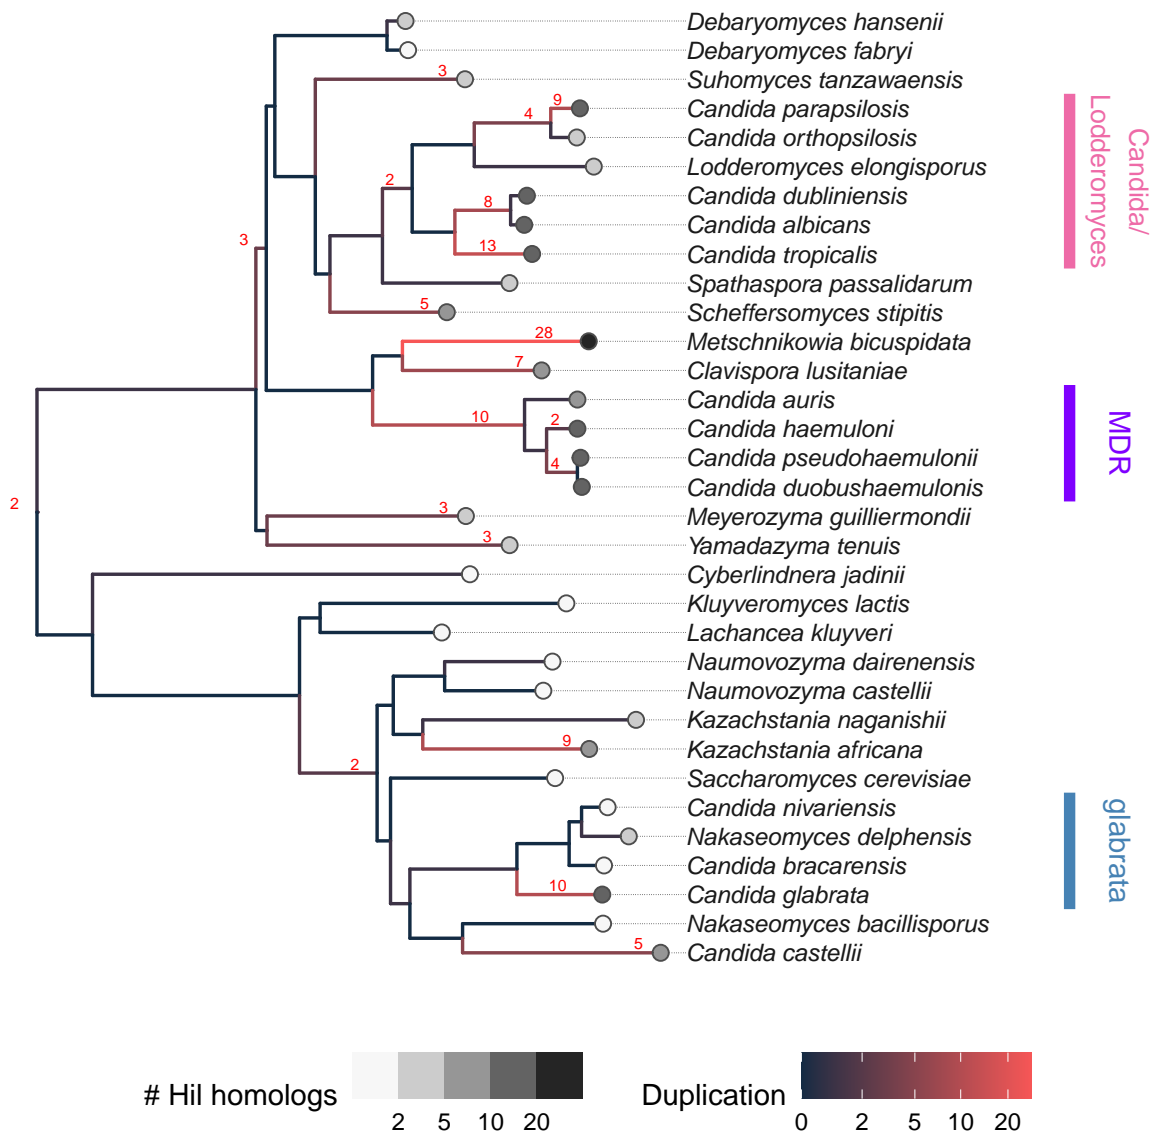 Debaryomyces hansenii
Debaryomyces fabryi
3
Suhomyces tanzawaensis
9
Candida parapsilosis
4
Candida orthopsilosis
Lodderomyces elongisporus
2
Candida dubliniensis
8
Candida albicans
13
Candida tropicalis
3
Spathaspora passalidarum
5
Scheffersomyces stipitis
28
Metschnikowia bicuspidata
7
Clavispora lusitaniae
Candida auris
10
2
Candida haemuloni
4
Candida pseudohaemulonii
Candida duobushaemulonis
2
3
Meyerozyma guilliermondii
3
Yamadazyma tenuis
Cyberlindnera jadinii
Kluyveromyces lactis
Lachancea kluyveri
Naumovozyma dairenensis
Naumovozyma castellii
Kazachstania naganishii
9
Kazachstania africana
2
Saccharomyces cerevisiae
Candida nivariensis
Nakaseomyces delphensis
Candida bracarensis
10
Candida glabrata
Nakaseomyces bacillisporus
5
Candida castellii
Candida/
Lodderomyces
MDR
glabrata
# Hil homologs
2 5 10 20
Duplication
0 2 5 10 20